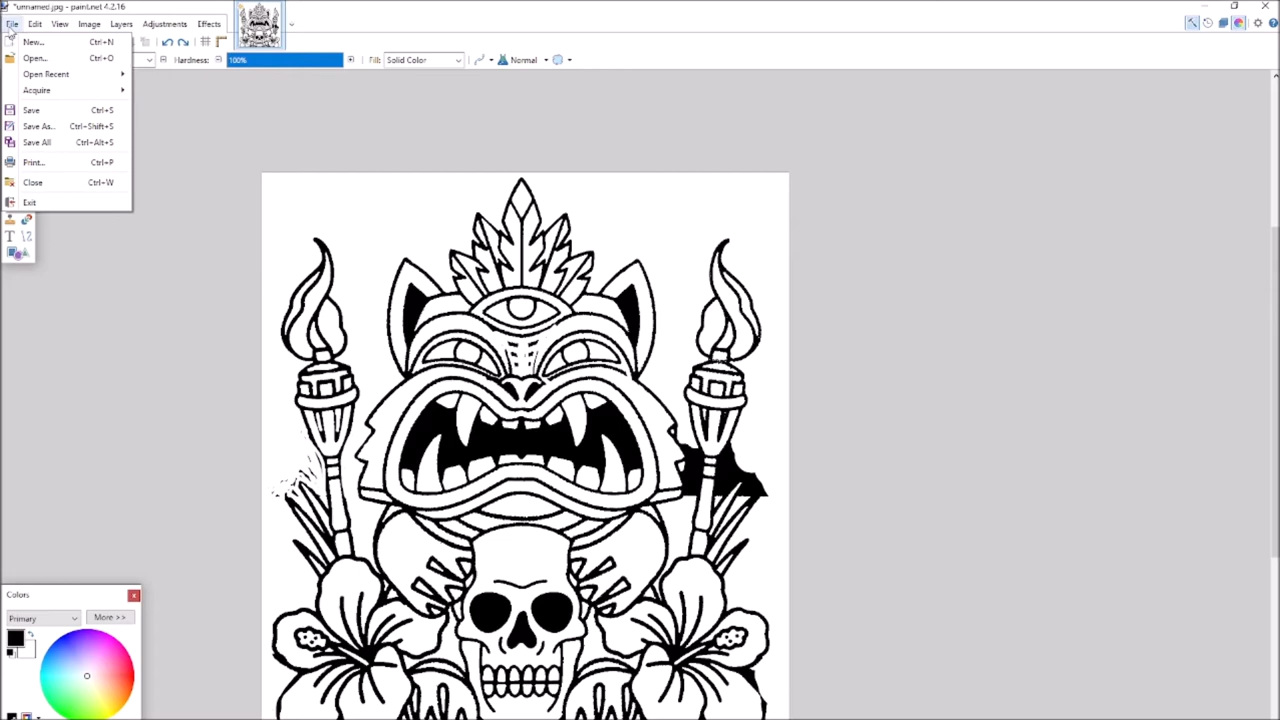 *unnamed.jpg - paint.net 4.2.16
File Edit View Image Layers Adjustments Effects
New... Ctrl+N
Hardness: 100% Fill: Solid Color Normal
Open... Ctrl+O
Open Recent
Acquire
Save Ctrl+S
Save As... Ctrl+Shift+S
Save All Ctrl+Alt+S
Print... Ctrl+P
Close Ctrl+W
Exit
T
Colors x
Primary More >>